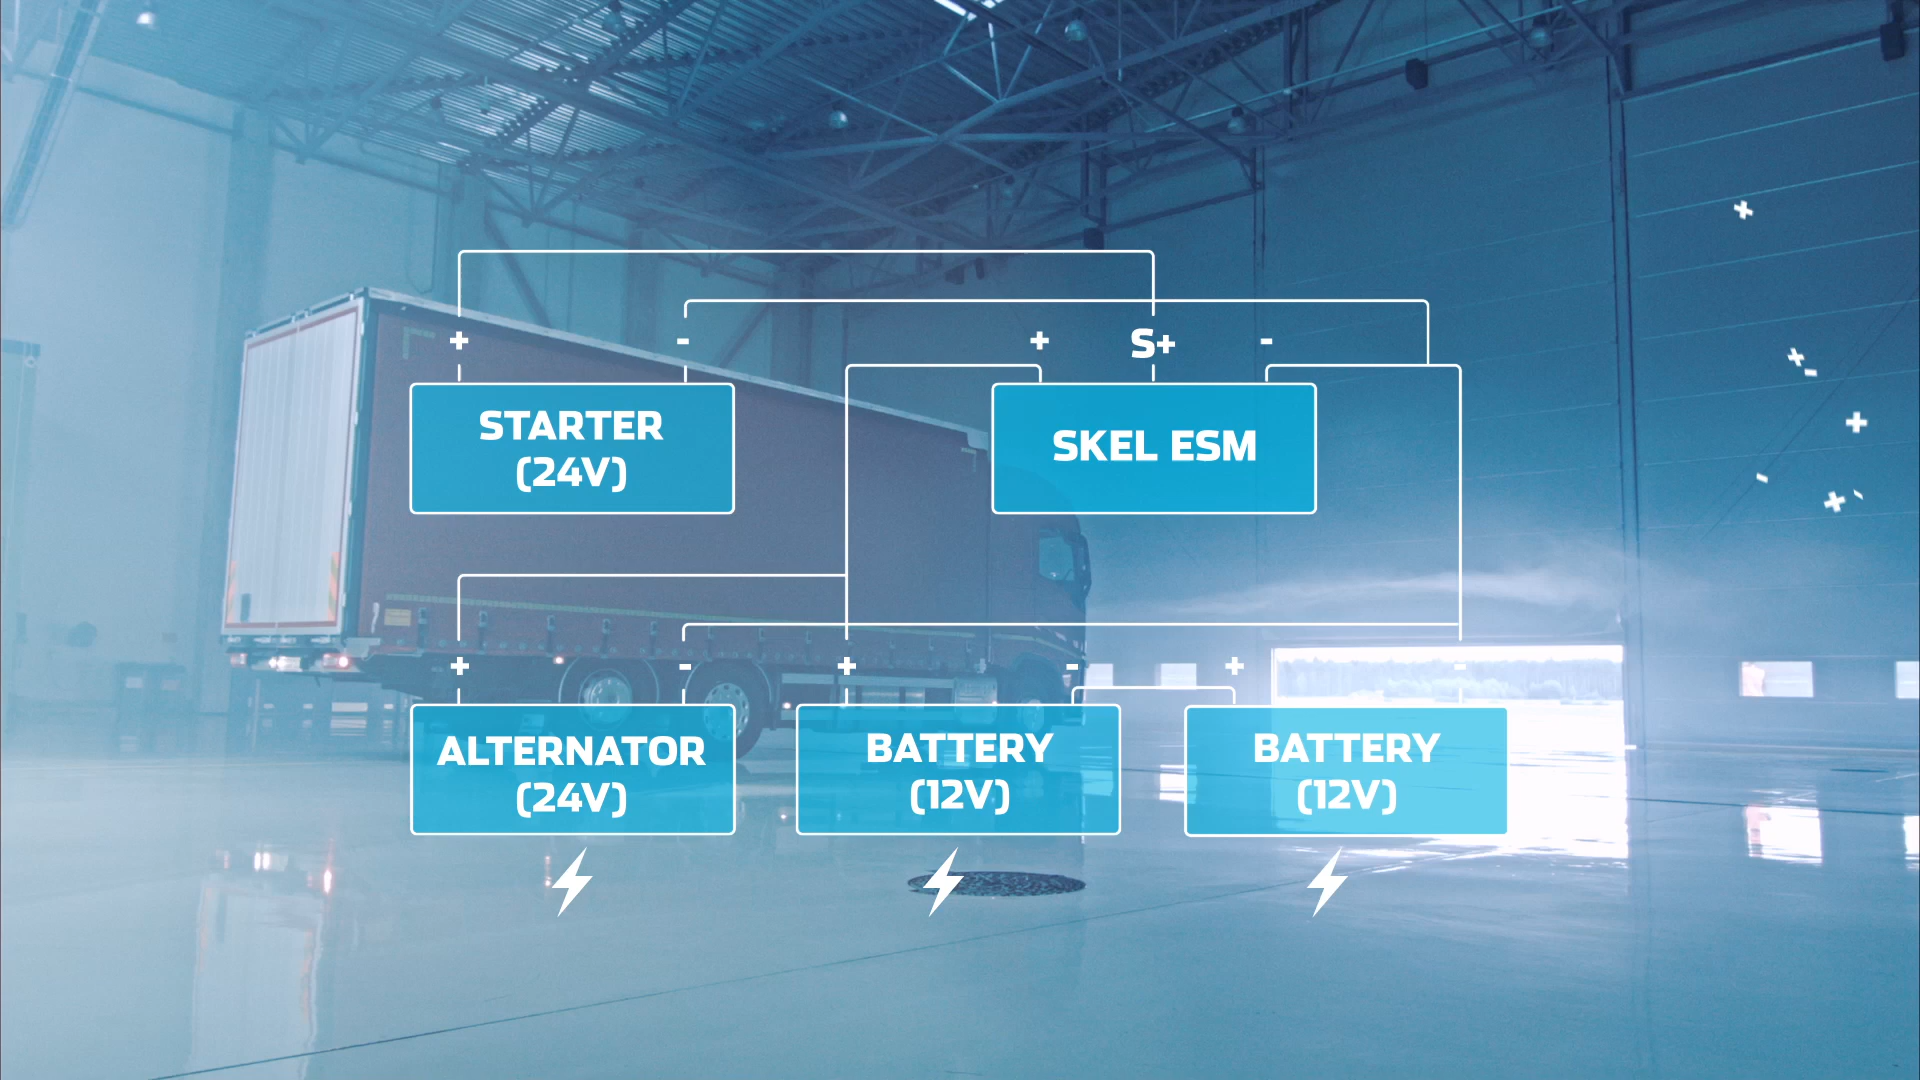 + - + S+ -
STARTER
(24V)
SKEL ESM
+ - + - + -
ALTERNATOR
(24V)
BATTERY
(12V)
BATTERY
(12V)